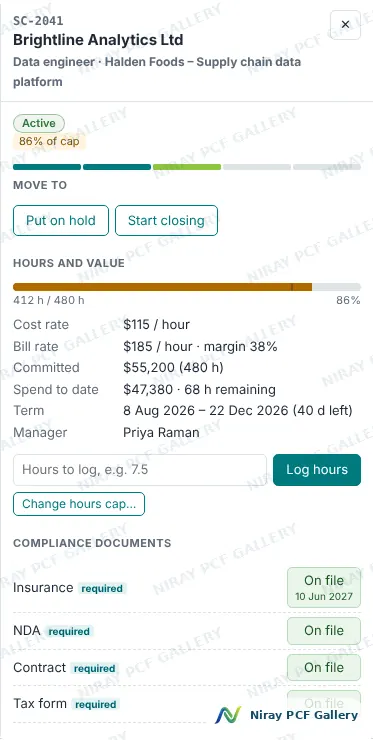 SC-2041
Brightline Analytics Ltd
×
Data engineer · Halden Foods – Supply chain data
platform
Active
86% of cap
MOVE TO
Put on hold
Start closing
HOURS AND VALUE
412 h / 480 h
86%
Cost rate $115 / hour
Bill rate $185 / hour · margin 38%
Committed $55,200 (480 h)
Spend to date $47,380 · 68 h remaining
Term 8 Aug 2026 – 22 Dec 2026 (40 d left)
Manager Priya Raman
Hours to log, e.g. 7.5
Log hours
Change hours cap...
COMPLIANCE DOCUMENTS
Insurance required On file
10 Jun 2027
NDA required On file
Contract required On file
Tax form required On file
Niray PCF Gallery
NIRAY PCF GALLERY